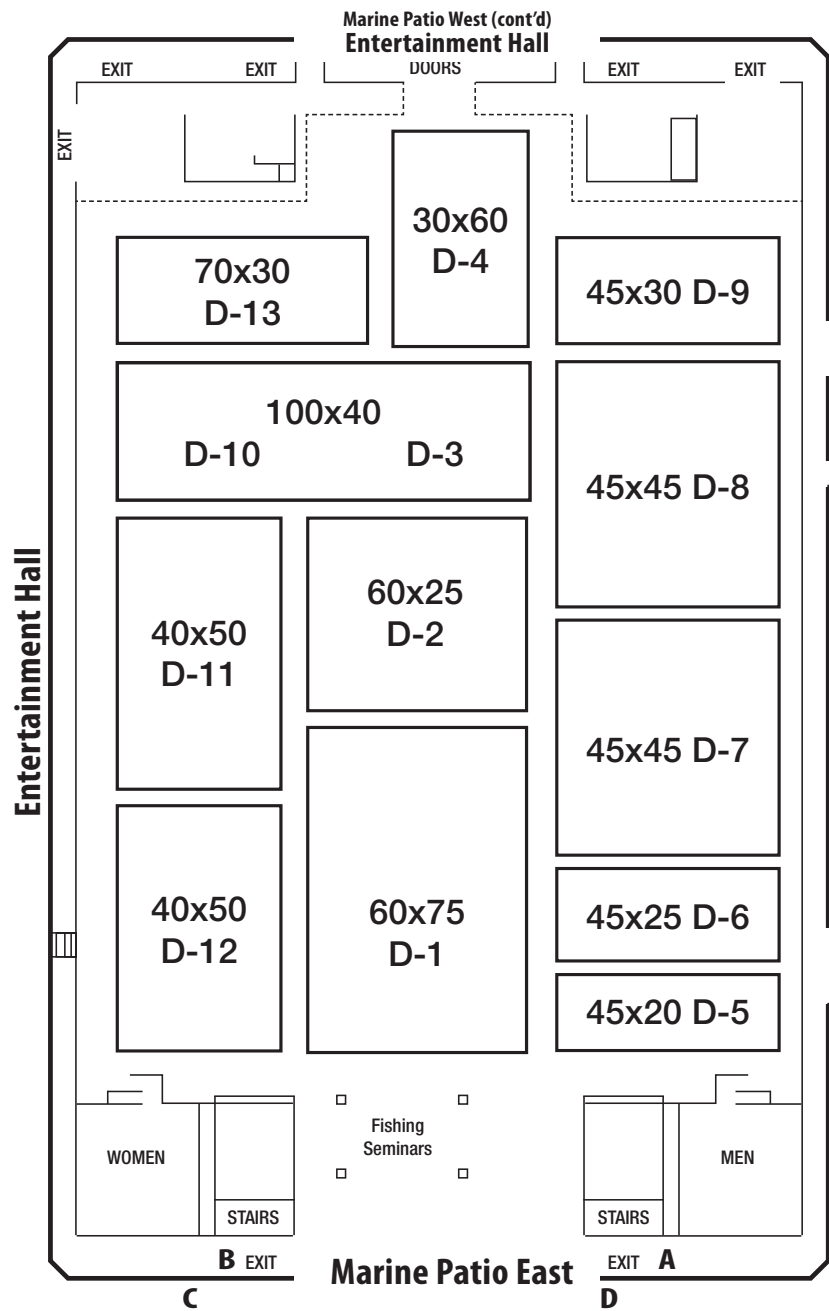 Marine Patio West (cont’d)
Entertainment Hall
EXIT
EXIT
DOORS
EXIT
EXIT
EXIT
30x60
D-4
70x30
D-13
45x30 D-9
100x40
D-10 D-3
45x45 D-8
Entertainment Hall
40x50
D-11
60x25
D-2
45x45 D-7
40x50
D-12
60x75
D-1
45x25 D-6
45x20 D-5
Fishing
Seminars
WOMEN
MEN
STAIRS
STAIRS
B EXIT
Marine Patio East
EXIT A
C
D